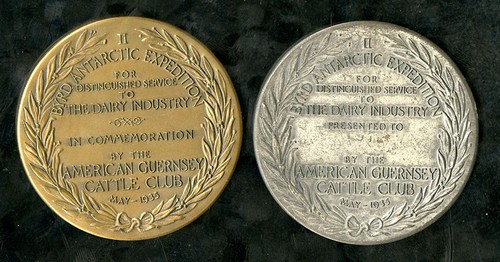 II
BYRD ANTARCTIC EXPEDITION
FOR
DISTINGUISHED SERVICE
TO
THE DAIRY INDUSTRY
IN COMMEMORATION
BY THE
AMERICAN GUERNSEY
CATTLE CLUB
MAY-1935
II
BYRD ANTARCTIC EXPEDITION
FOR
DISTINGUISHED SERVICE
TO
THE DAIRY INDUSTRY
PRESENTED TO
BY THE
AMERICAN GUERNSEY
CATTLE CLUB
MAY-1935